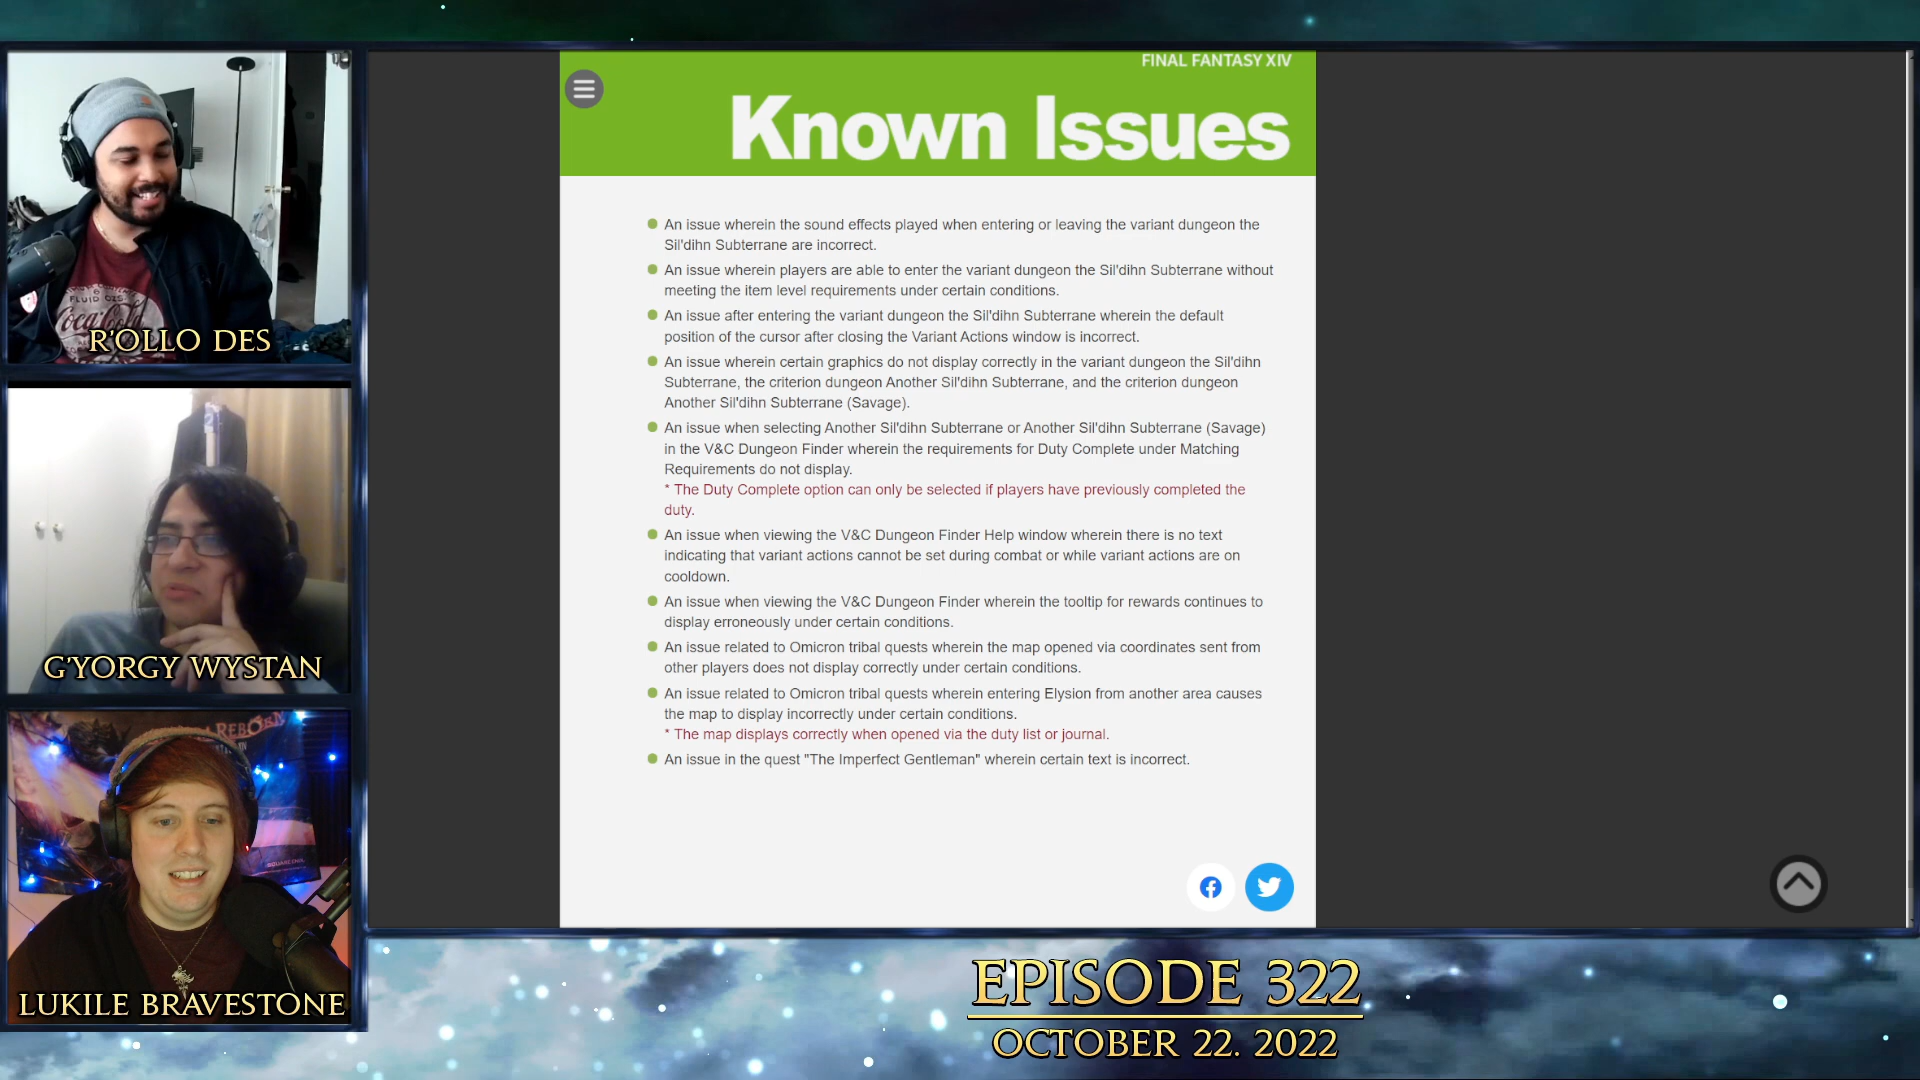 FINAL FANTASY XIV
Known Issues
An issue wherein the sound effects played when entering or leaving the variant dungeon the
Sil'dihn Subterrane are incorrect.
An issue wherein players are able to enter the variant dungeon the Sil'dihn Subterrane without
meeting the item level requirements under certain conditions.
An issue after entering the variant dungeon the Sil'dihn Subterrane wherein the default
position of the cursor after closing the Variant Actions window is incorrect.
An issue wherein certain graphics do not display correctly in the variant dungeon the Sil'dihn
Subterrane, the criterion dungeon Another Sil'dihn Subterrane, and the criterion dungeon
Another Sil'dihn Subterrane (Savage).
An issue when selecting Another Sil'dihn Subterrane or Another Sil'dihn Subterrane (Savage)
in the V&C Dungeon Finder wherein the requirements for Duty Complete under Matching
Requirements do not display.
* The Duty Complete option can only be selected if players have previously completed the
duty.
An issue when viewing the V&C Dungeon Finder Help window wherein there is no text
indicating that variant actions cannot be set during combat or while variant actions are on
cooldown.
An issue when viewing the V&C Dungeon Finder wherein the tooltip for rewards continues to
display erroneously under certain conditions.
An issue related to Omicron tribal quests wherein the map opened via coordinates sent from
other players does not display correctly under certain conditions.
An issue related to Omicron tribal quests wherein entering Elysion from another area causes
the map to display incorrectly under certain conditions.
* The map displays correctly when opened via the duty list or journal.
An issue in the quest "The Imperfect Gentleman" wherein certain text is incorrect.
FLUID OZS
Coca-Cola
R'OLLO DES
G'YORGY WYSTAN
REBORN
LUKILE BRAVESTONE
EPISODE 322
OCTOBER 22. 2022